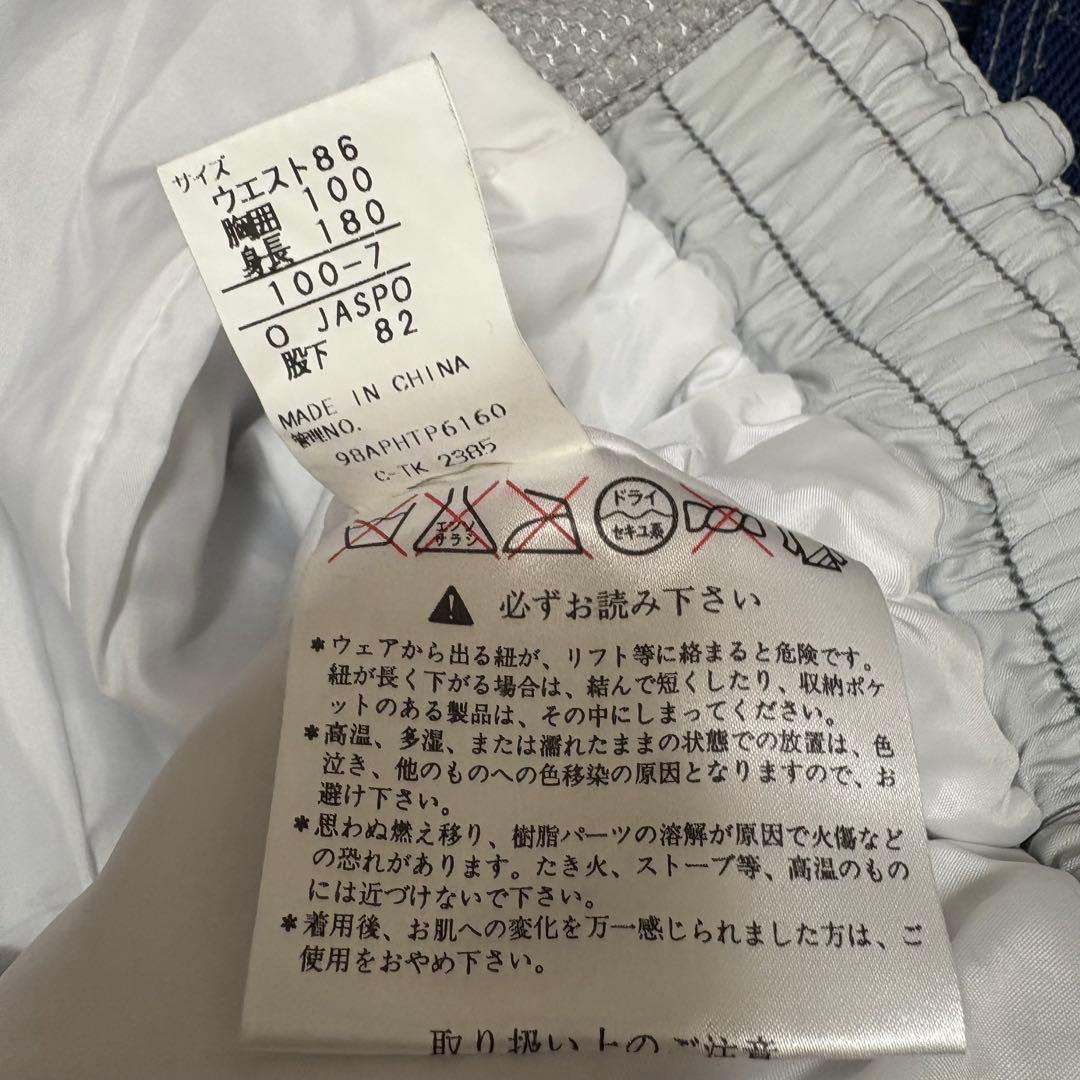 サイズ
ウエスト86
胸囲 100
身長 180
100-7
O JASPO
股下 82
MADE IN CHINA
管理NO.
98APHTP6160
C-TK 2385
エンソ
サラシ
ドライ
セキユ系
必ずお読み下さい
*ウェアから出る紐が、リフト等に絡まると危険です。
紐が長く下がる場合は、結んで短くしたり、収納ポケ
ットのある製品は、その中にしまってください。
*高温、多湿、または濡れたままの状態での放置は、色
泣き、他のものへの色移染の原因となりますので、お
避け下さい。
*思わぬ燃え移り、樹脂パーツの溶解が原因で火傷など
の恐れがあります。たき火、ストーブ等、高温のもの
には近づけないで下さい。
*着用後、お肌への変化を万一感じられました方は、ご
使用をおやめ下さい。
取り扱い上のご注意